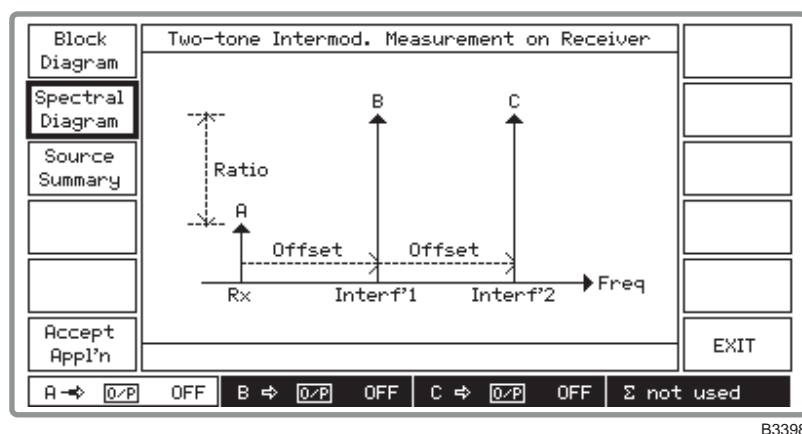 Block
Diagram
Two-tone Intermod. Measurement on Receiver
Spectral
Diagram
Source
Summary
Accept
Appl'n
B
C
Ratio
A
Offset
Offset
Freq
Rx
Interf'1
Interf'2
EXIT
A ➔ O/P OFF
B ⇨ O/P OFF
C ⇨ O/P OFF
Σ not used
B3398